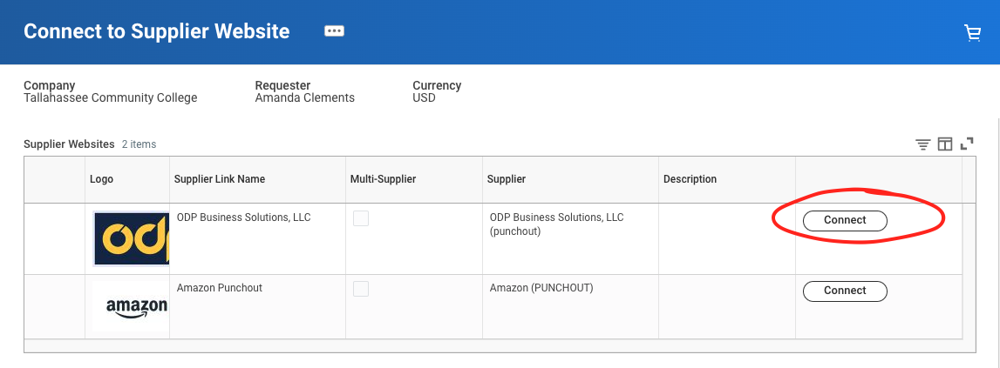 Connect to Supplier Website
Company Requester Currency
Tallahassee Community College Amanda Clements USD
Supplier Websites 2 items
Logo Supplier Link Name Multi-Supplier Supplier Description
od ODP Business Solutions, LLC ODP Business Solutions, LLC Connect
(punchout)
Amazon Punchout Amazon (PUNCHOUT) Connect
amazon